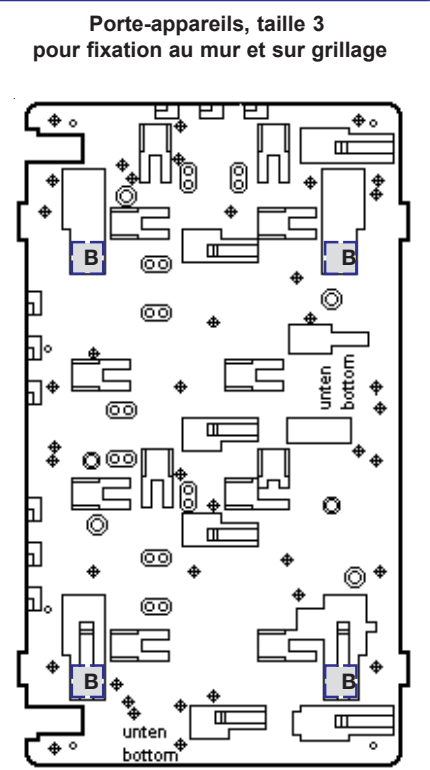 Porte-appareils, taille 3
pour fixation au mur et sur grillage
B
B
unten
bottom
B
B
unten
bottom